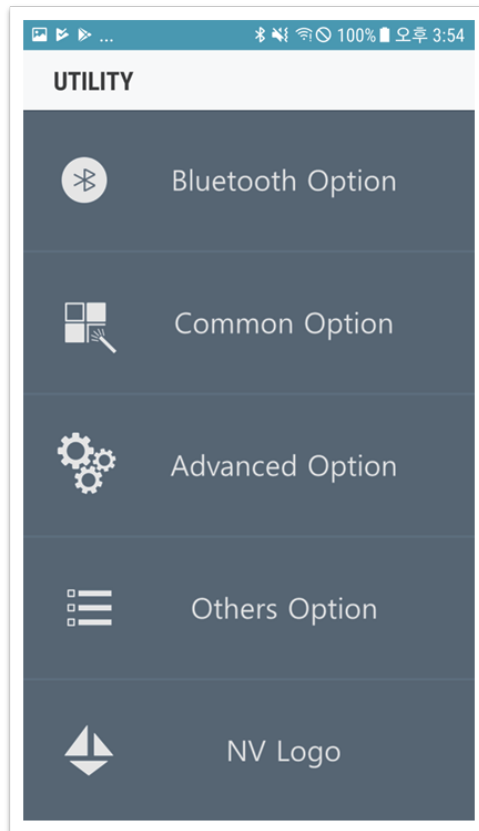 ... 100% 오후 3:54
UTILITY
Bluetooth Option
Common Option
Advanced Option
Others Option
NV Logo